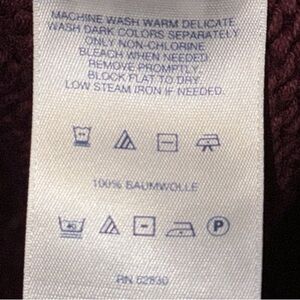 MACHINE WASH WARM DELICATE
WASH DARK COLORS SEPARATELY
ONLY NON-CHLORINE
BLEACH WHEN NEEDED
REMOVE PROMPTLY
BLOCK FLAT TO DRY
LOW STEAM IRON IF NEEDED.
100% BAUMWOLLE
P
RN 52830